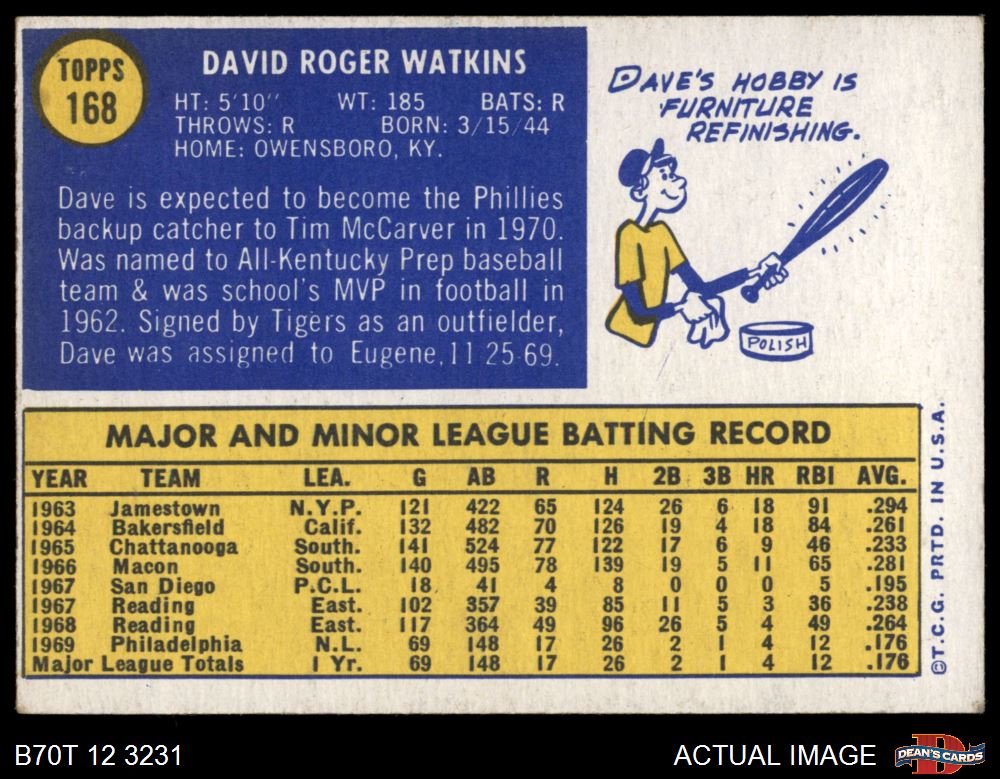 TOPPS
168
DAVID ROGER WATKINS
HT: 5'10" WT: 185 BATS: R
THROWS: R BORN: 3/15/44
HOME: OWENSBORO, KY.
Dave is expected to become the Phillies
backup catcher to Tim McCarver in 1970.
Was named to All-Kentucky Prep baseball
team & was school's MVP in football in
1962. Signed by Tigers as an outfielder,
Dave was assigned to Eugene, 11-25-69.
DAVE'S HOBBY IS
FURNITURE
REFINISHING.
POLISH
MAJOR AND MINOR LEAGUE BATTING RECORD
YEAR TEAM LEA. G AB R H 2B 3B HR RBI AVG.
1963 Jamestown N.Y.P. 121 422 65 124 26 6 18 91 .294
1964 Bakersfield Calif. 132 482 70 126 19 4 18 84 .261
1965 Chattanooga South. 141 524 77 122 17 6 9 46 .233
1966 Macon South. 140 495 78 139 19 5 11 65 .281
1967 San Diego P.C.L. 18 41 4 8 0 0 0 5 .195
1967 Reading East. 102 357 39 85 11 5 3 36 .238
1968 Reading East. 117 364 49 96 26 5 4 49 .264
1969 Philadelphia N.L. 69 148 17 26 2 1 4 12 .176
Major League Totals 1 Yr. 69 148 17 26 2 1 4 12 .176
©T.C.G. PRTD. IN U.S.A.
B70T 12 3231
ACTUAL IMAGE
D
DEAN'S CARDS